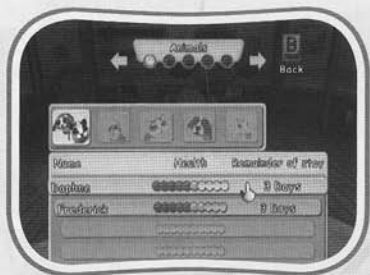 Animals
B
Back
Name Health Remainder of stay
Daphne 3 Days
Frederick 3 Days